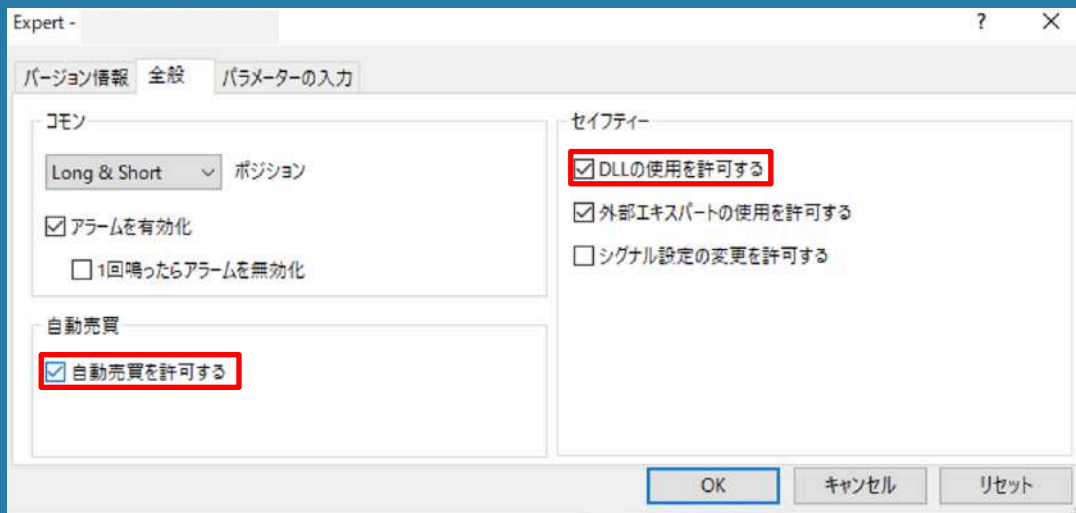 Expert -
? ×
バージョン情報 全般 パラメーターの入力
コモン
Long & Short ポジション
アラームを有効化
1回鳴ったらアラームを無効化
自動売買
自動売買を許可する
セイフティー
DLLの使用を許可する
外部エキスパートの使用を許可する
シグナル設定の変更を許可する
OK キャンセル リセット